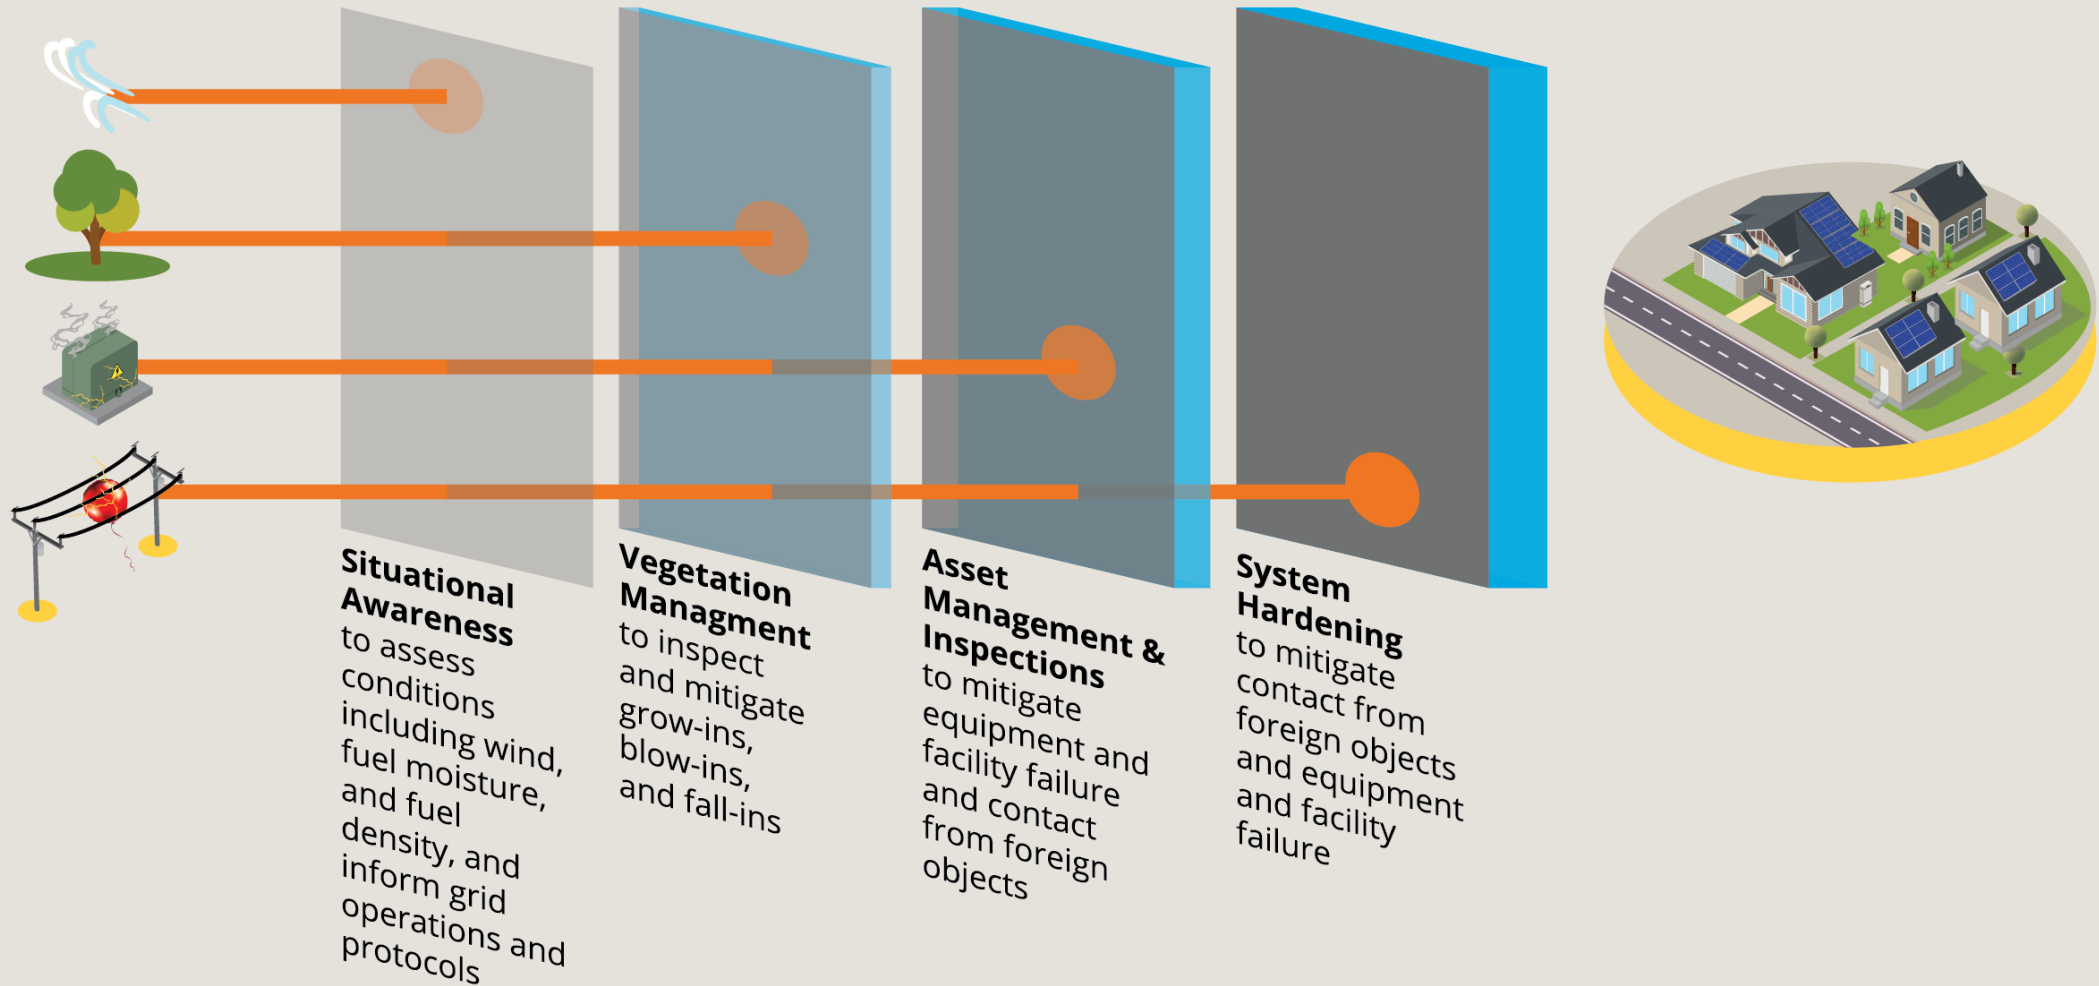 Situational
Awareness
to assess
conditions
including wind,
fuel moisture,
and fuel
density, and
inform grid
operations and
protocols
Vegetation
Managment
to inspect
and mitigate
grow-ins,
blow-ins,
and fall-ins
Asset
Management &
Inspections
to mitigate
equipment and
facility failure
and contact
from foreign
objects
System
Hardening
to mitigate
contact from
foreign objects
and equipment
and facility
failure